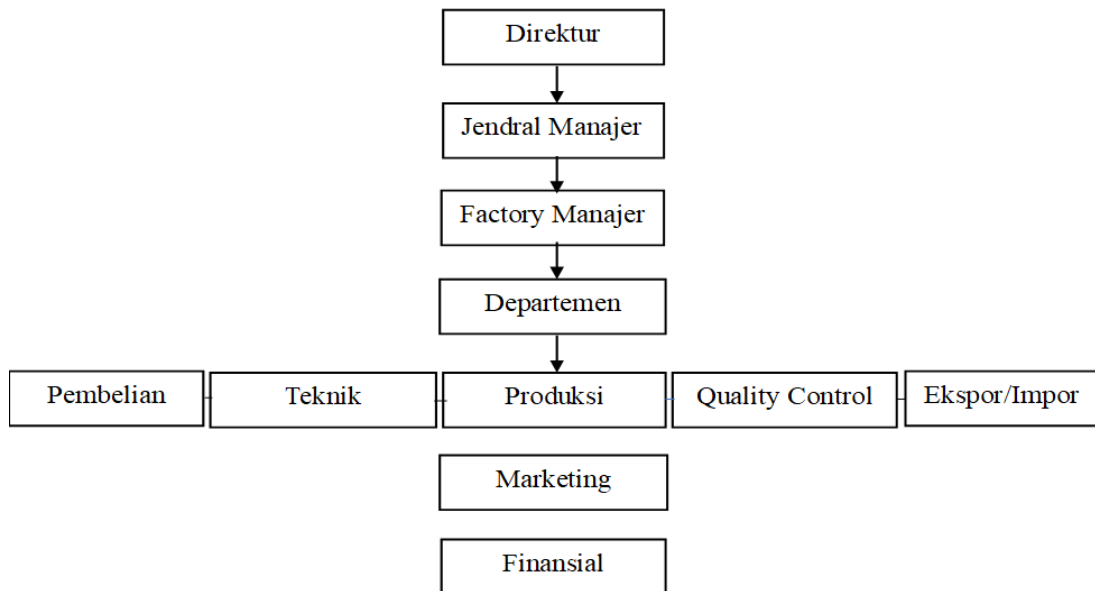 Direktur
Jendral Manajer
Factory Manajer
Departemen
Pembelian
Teknik
Produksi
Quality Control
Ekspor/Impor
Marketing
Finansial